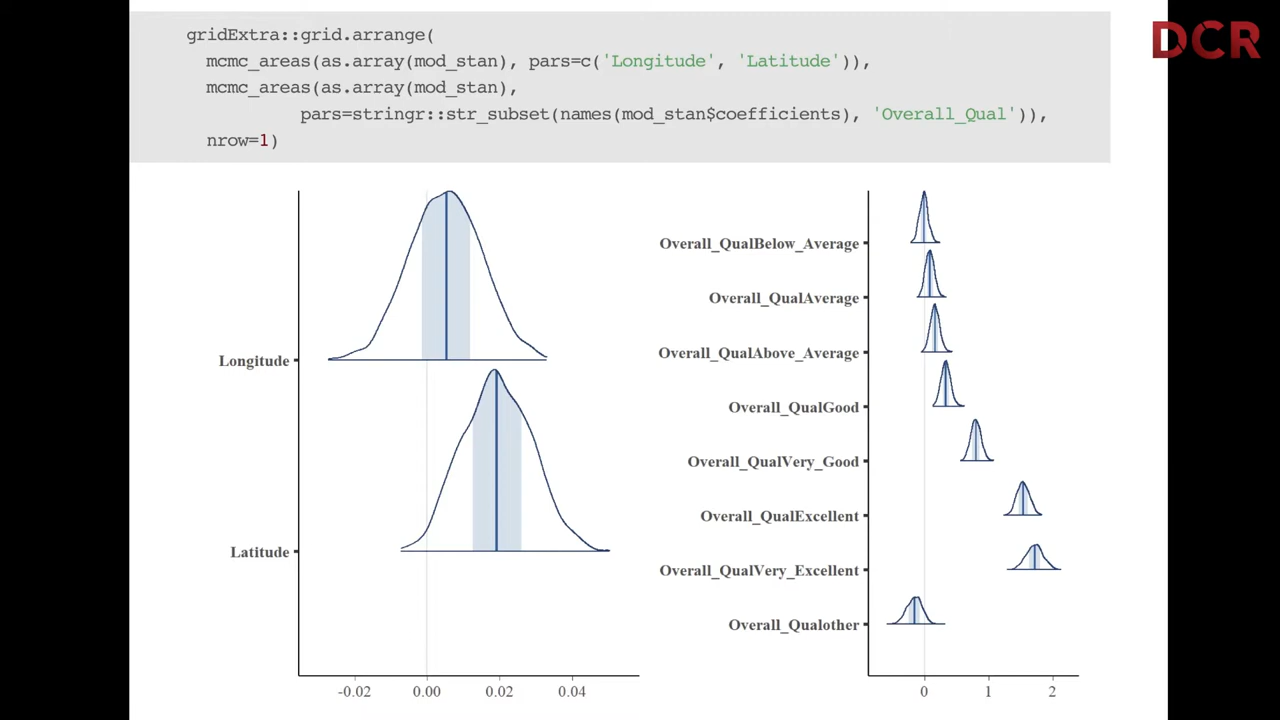 DCR
gridExtra::grid.arrange(
mcmc_areas(as.array(mod_stan), pars=c('Longitude', 'Latitude')),
mcmc_areas(as.array(mod_stan),
pars=stringr::str_subset(names(mod_stan$coefficients), 'Overall_Qual')),
nrow=1)
Longitude
Latitude
-0.02 0.00 0.02 0.04
Overall_QualBelow_Average
Overall_QualAverage
Overall_QualAbove_Average
Overall_QualGood
Overall_QualVery_Good
Overall_QualExcellent
Overall_QualVery_Excellent
Overall_Qualother
0 1 2